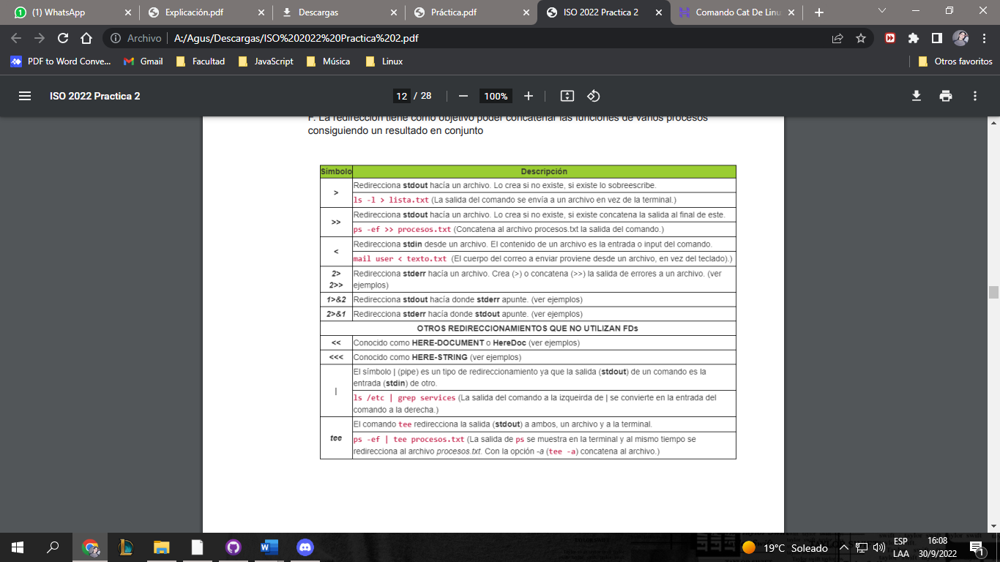 (1) WhatsApp
Explicación.pdf
Descargas
Práctica.pdf
ISO 2022 Practica 2
Comando Cat De Linu
Archivo
A:/Agus/Descargas/ISO%202022%20Practica%202.pdf
PDF to Word Conve...
Gmail
Facultad
JavaScript
Música
Linux
Otros favoritos
ISO 2022 Practica 2
12 / 28
100%
F. La redirección tiene como objetivo poder concatenar las funciones de varios procesos
consiguiendo un resultado en conjunto
Simbolo Descripción
> Redirecciona stdout hacía un archivo. Lo crea si no existe, si existe lo sobreescribe.
ls -l > lista.txt (La salida del comando se envía a un archivo en vez de la terminal.)
>> Redirecciona stdout hacía un archivo. Lo crea si no existe, si existe concatena la salida al final de este.
ps -ef >> procesos.txt (Concatena al archivo procesos.txt la salida del comando.)
< Redirecciona stdin desde un archivo. El contenido de un archivo es la entrada o input del comando.
mail user < texto.txt (El cuerpo del correo a enviar proviene desde un archivo, en vez del teclado).)
2> Redirecciona stderr hacía un archivo. Crea (>) o concatena (>>) la salida de errores a un archivo. (ver
2>> ejemplos)
1>&2 Redirecciona stdout hacía donde stderr apunte. (ver ejemplos)
2>&1 Redirecciona stderr hacía donde stdout apunte. (ver ejemplos)
OTROS REDIRECCIONAMIENTOS QUE NO UTILIZAN FDs
<< Conocido como HERE-DOCUMENT o HereDoc (ver ejemplos)
<<< Conocido como HERE-STRING (ver ejemplos)
| El símbolo | (pipe) es un tipo de redireccionamiento ya que la salida (stdout) de un comando es la
entrada (stdin) de otro.
ls /etc | grep services (La salida del comando a la izqueirda de | se convierte en la entrada del
comando a la derecha.)
tee El comando tee redirecciona la salida (stdout) a ambos, un archivo y a la terminal.
ps -ef | tee procesos.txt (La salida de ps se muestra en la terminal y al mismo tiempo se
redirecciona al archivo procesos.txt. Con la opción -a (tee -a) concatena al archivo.)
19°C Soleado
ESP
LAA
16:08
30/9/2022
1